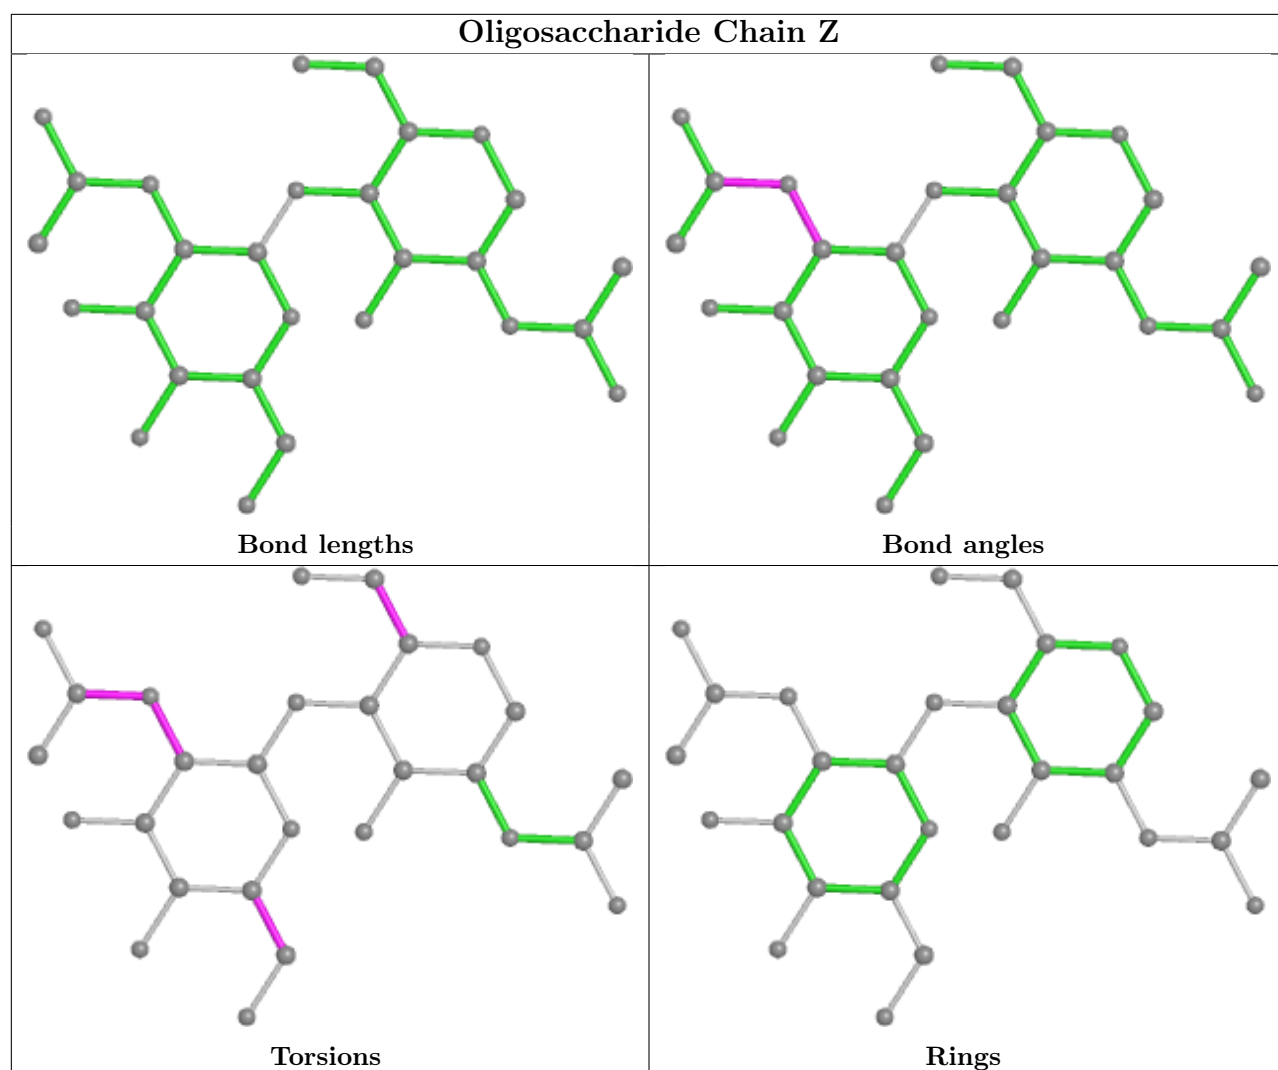 Oligosaccharide Chain Z
Bond lengths
Bond angles
Torsions
Rings